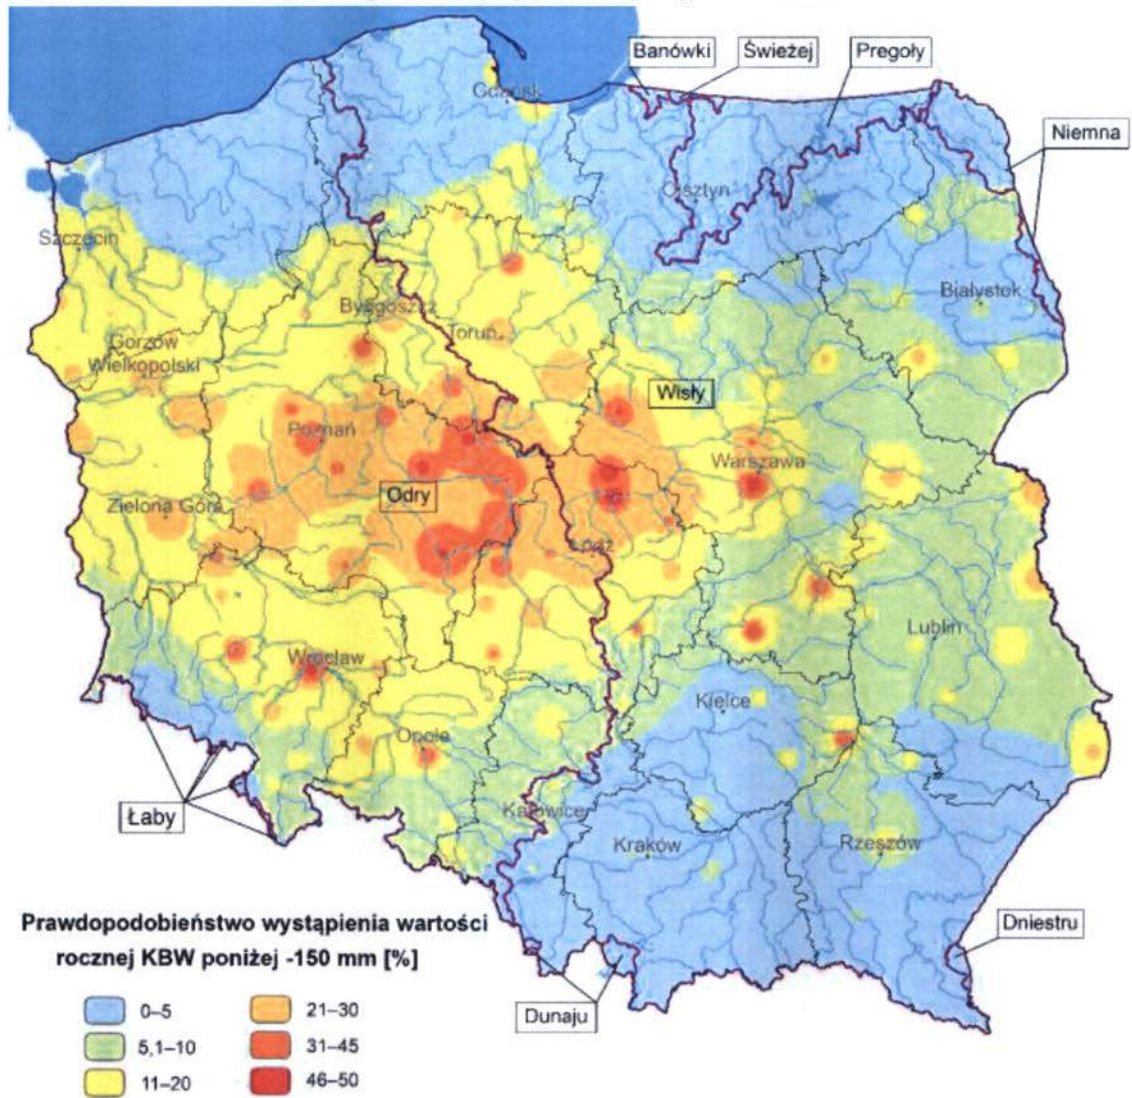 Banówki
Świeżej
Pregoły
Gdańsk
Niemna
Olsztyn
Szczecin
Białystok
Bydgoszcz
Toruń
Gorzów
Wielkopolski
Wisły
Poznań
Warszawa
Odry
Zielona Góra
Łódź
Lublin
Wrocław
Kielce
Opole
Łaby
Katowice
Kraków
Rzeszów
Prawdopodobieństwo wystąpienia wartości
rocznej KBW poniżej -150 mm [%]
Dniestru
Dunaju
0–5
21–30
5,1–10
31–45
11–20
46–50